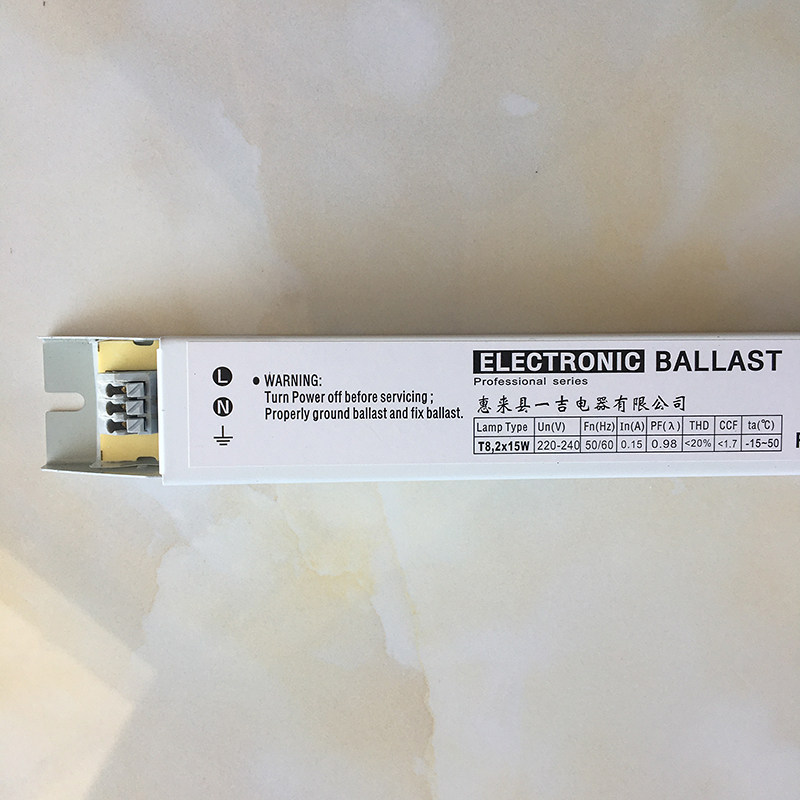 ELECTRONIC BALLAST
Professional series
惠来县一吉电器有限公司
L
N
• WARNING:
Turn Power off before servicing ;
Properly ground ballast and fix ballast.
Lamp Type Un(V) Fn(Hz) In(A) PF(λ) THD CCF ta(℃)
T8,2x15W 220-240 50/60 0.15 0.98 <20% <1.7 -15~50